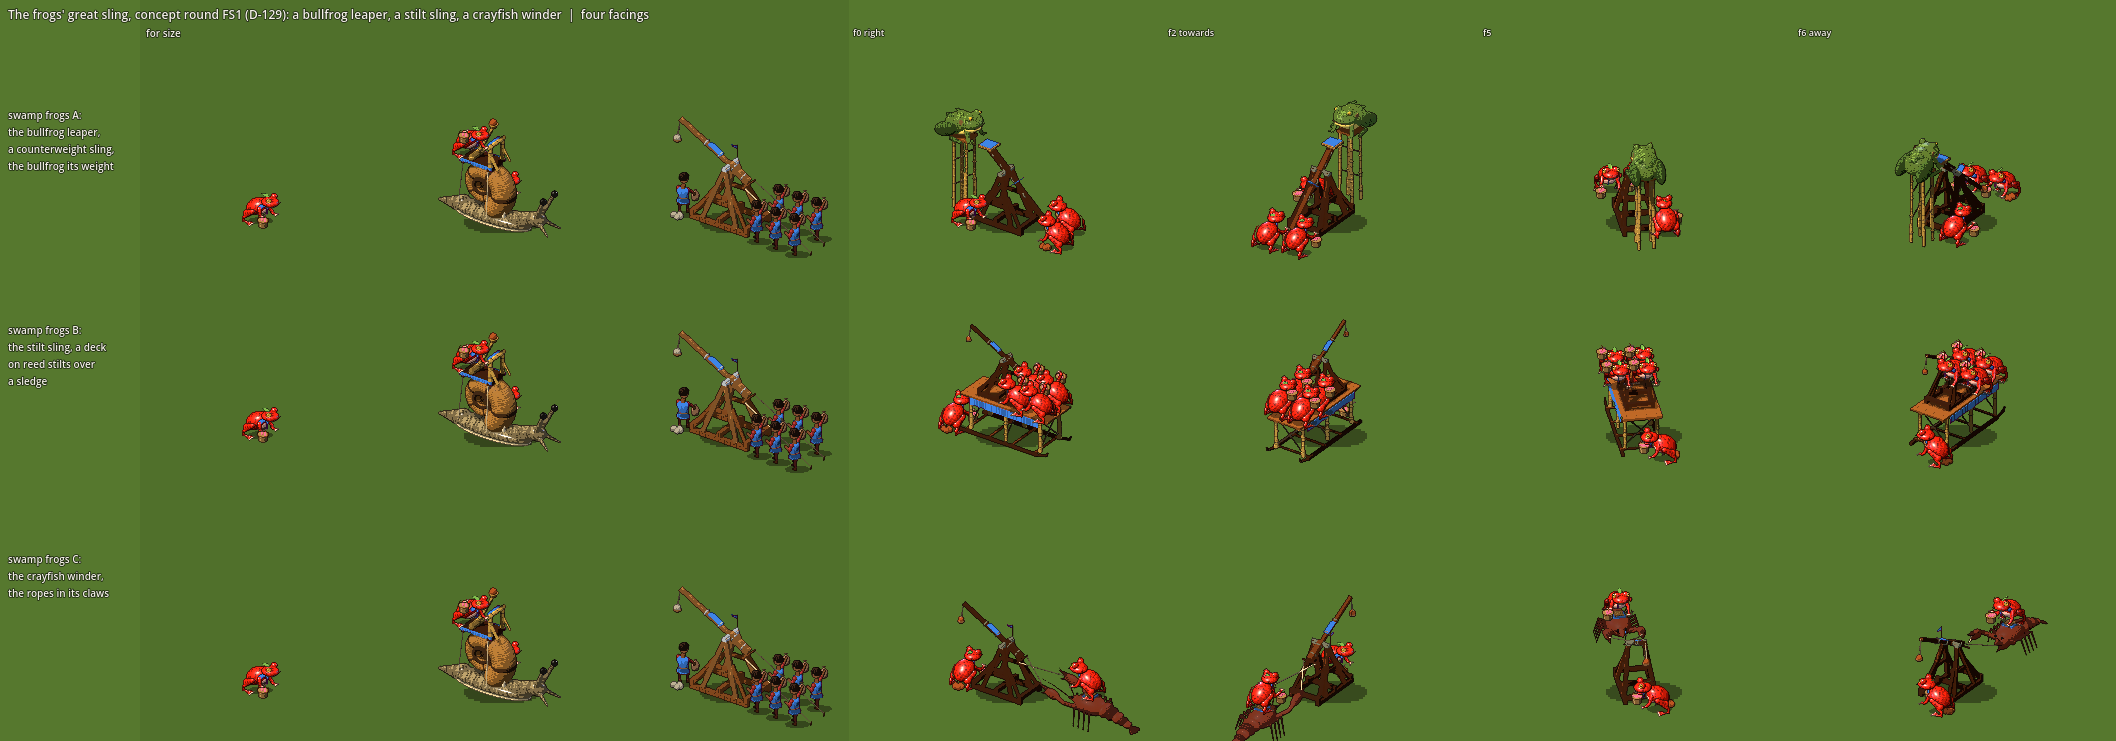 The frogs' great sling, concept round FS1 (D-129): a bullfrog leaper, a stilt sling, a crayfish winder | four facings
for size
f0 right
f2 towards
f5
f6 away
swamp frogs A:
the bullfrog leaper,
a counterweight sling,
the bullfrog its weight
swamp frogs B:
the stilt sling, a deck
on reed stilts over
a sledge
swamp frogs C:
the crayfish winder,
the ropes in its claws